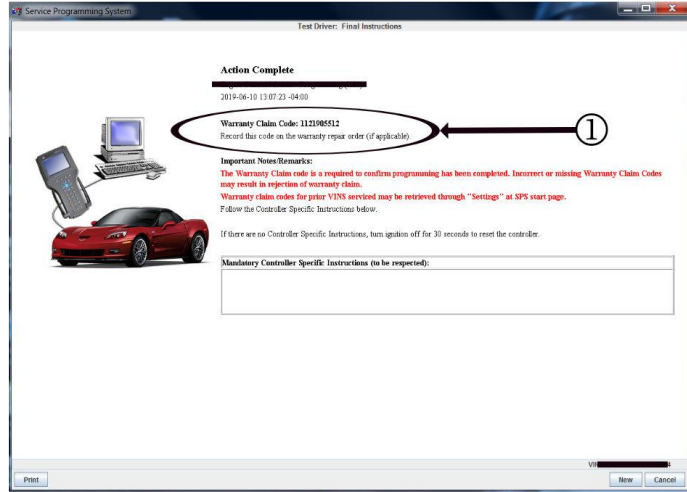 Service Programming System
Test Driver: Final Instructions
Action Complete
2019-06-10 13:07:23 -04:00
Warranty Claim Code: 1121905512
Record this code on the warranty repair order (if applicable).
1
Important Notes/Remarks:
The Warranty Claim code is a required to confirm programming has been completed. Incorrect or missing Warranty Claim Codes
may result in rejection of warranty claim.
Warranty claim codes for prior VINS serviced may be retrieved through "Settings" at SPS start page.
Follow the Controller Specific Instructions below.
If there are no Controller Specific Instructions, turn ignition off for 30 seconds to reset the controller.
Mandatory Controller Specific Instructions (to be respected):
VIN 4
Print New Cancel